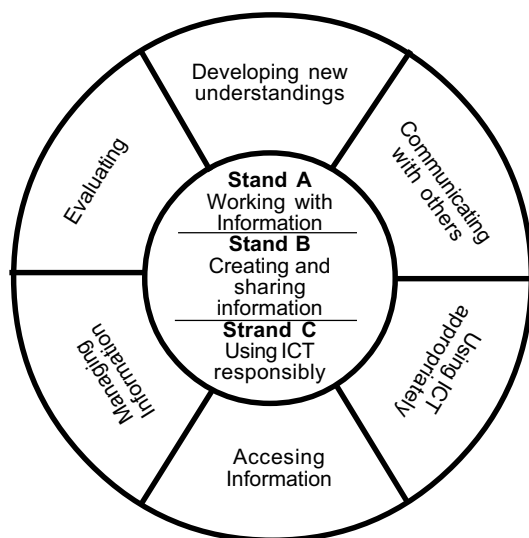 Developing new
understandings
Communicating
with others
Using ICT
appropriately
Accesing
Information
Managing
Information
Evaluating
Stand A
Working with
Information
Stand B
Creating and
sharing
information
Strand C
Using ICT
responsibly